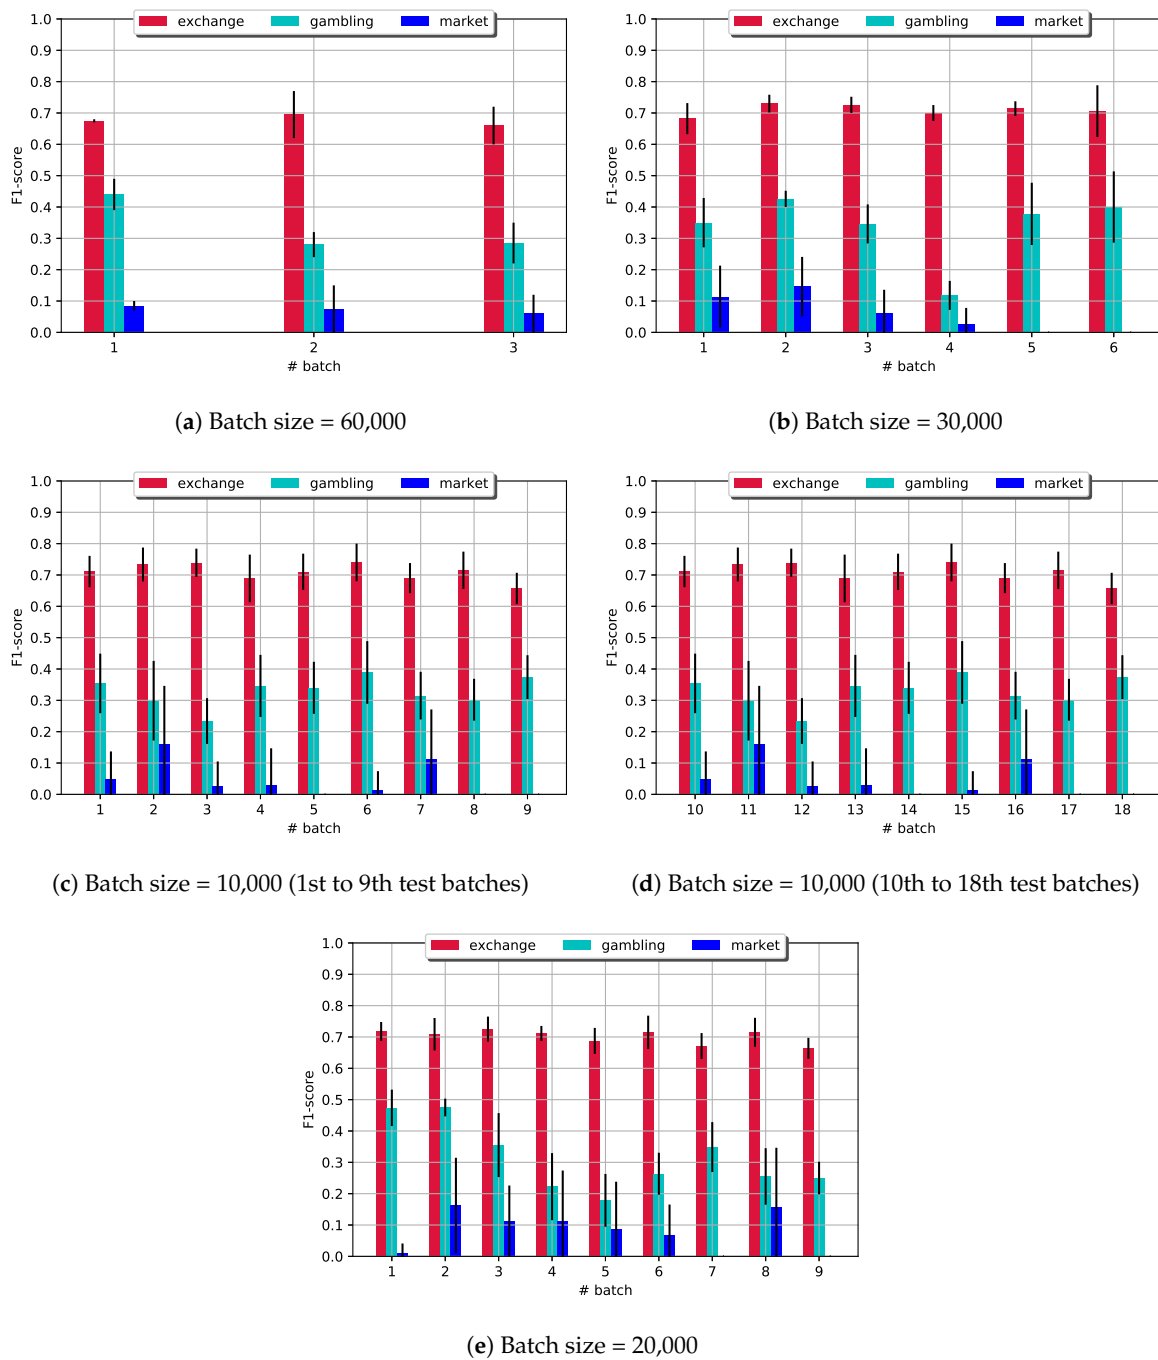 exchange gambling market
1.0
0.9
0.8
0.7
0.6
0.5
0.4
0.3
0.2
0.1
0.0
F1-score
1 2 3
# batch
(a) Batch size = 60,000
exchange gambling market
1.0
0.9
0.8
0.7
0.6
0.5
0.4
0.3
0.2
0.1
0.0
F1-score
1 2 3 4 5 6
# batch
(b) Batch size = 30,000
exchange gambling market
1.0
0.9
0.8
0.7
0.6
0.5
0.4
0.3
0.2
0.1
0.0
F1-score
1 2 3 4 5 6 7 8 9
# batch
(c) Batch size = 10,000 (1st to 9th test batches)
exchange gambling market
1.0
0.9
0.8
0.7
0.6
0.5
0.4
0.3
0.2
0.1
0.0
F1-score
10 11 12 13 14 15 16 17 18
# batch
(d) Batch size = 10,000 (10th to 18th test batches)
exchange gambling market
1.0
0.9
0.8
0.7
0.6
0.5
0.4
0.3
0.2
0.1
0.0
F1-score
1 2 3 4 5 6 7 8 9
# batch
(e) Batch size = 20,000